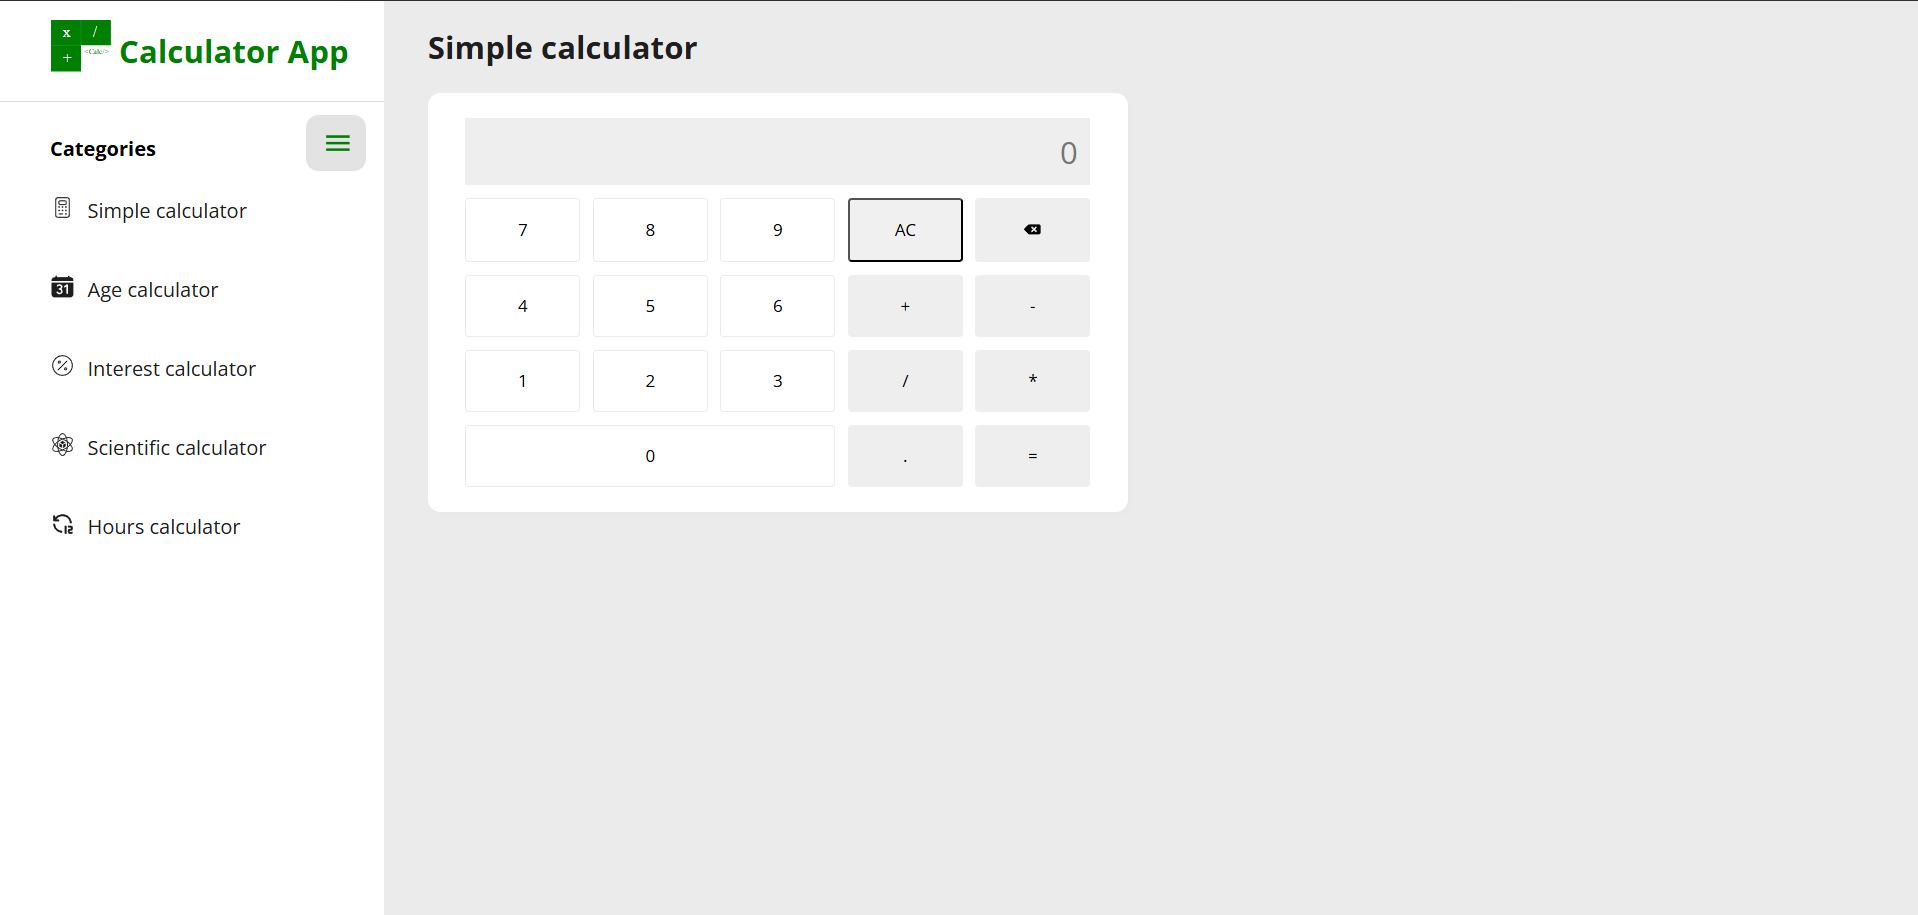 x /
+ <Calc/>
Calculator App
Categories
Simple calculator
31 Age calculator
Interest calculator
Scientific calculator
12 Hours calculator
Simple calculator
0
7 8 9 AC
4 5 6 + -
1 2 3 / *
0 . =